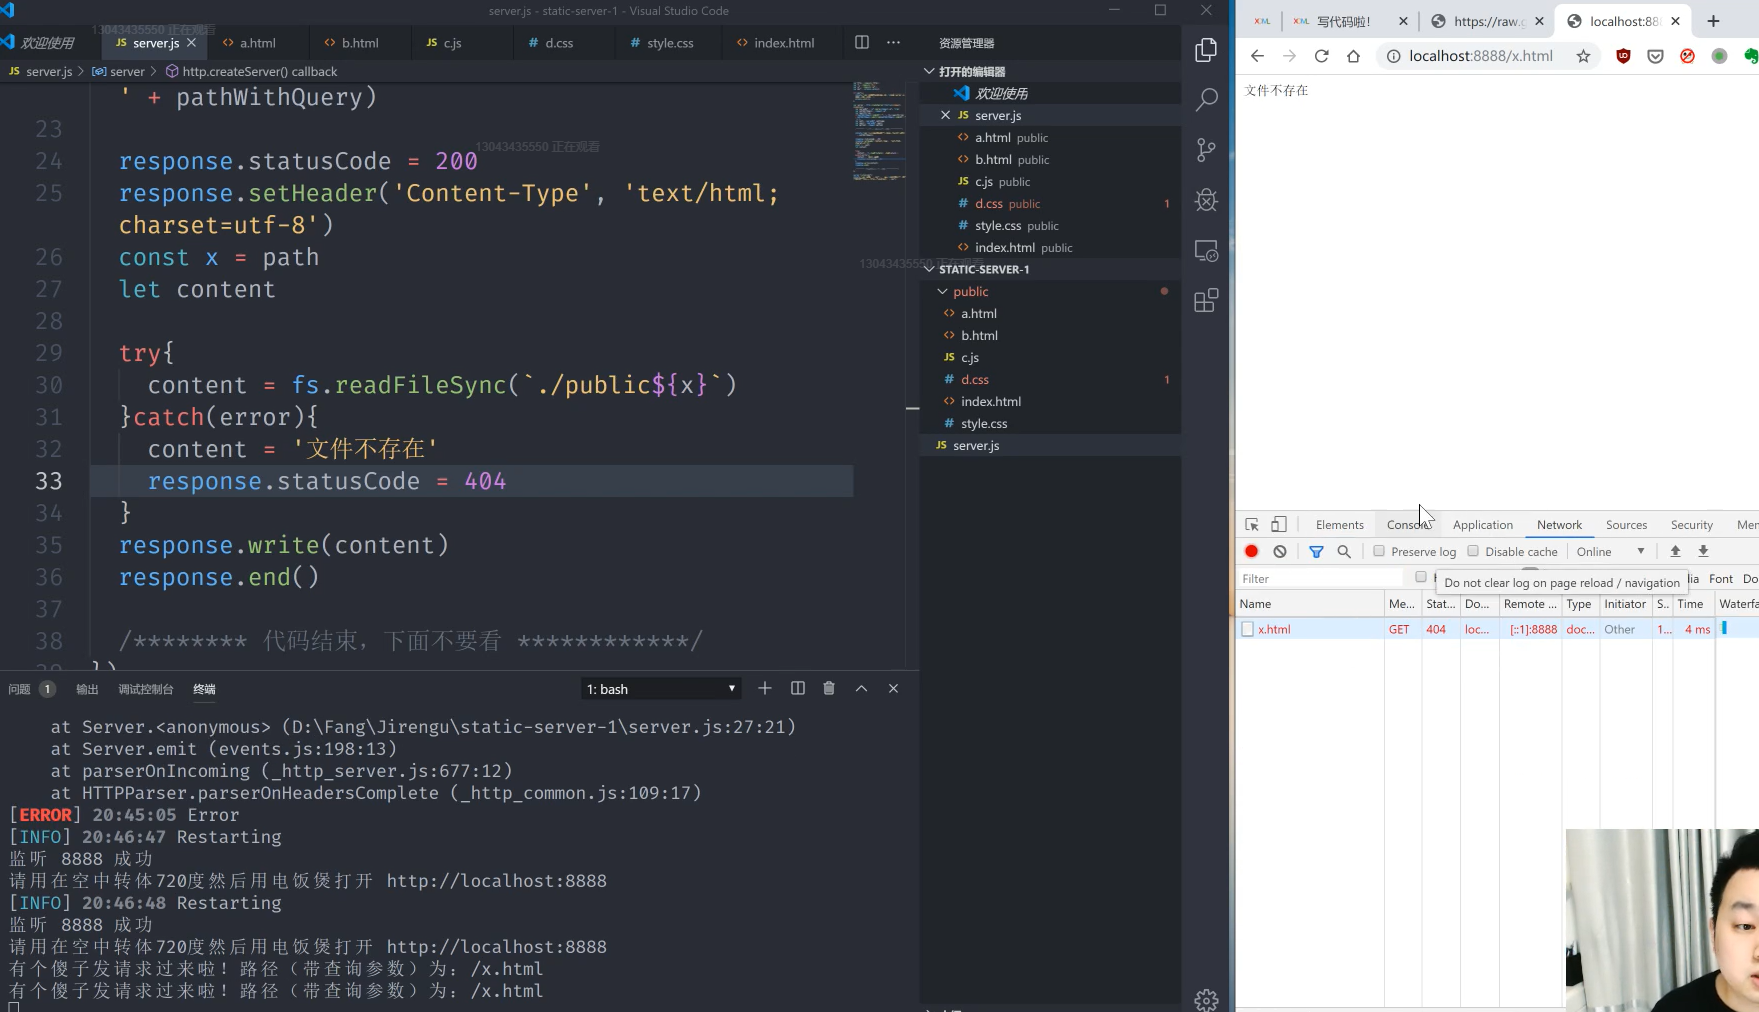 server.js - static-server-1 - Visual Studio Code
13043435550 正在观看
欢迎使用
JS server.js
<> a.html
<> b.html
JS c.js
# d.css
# style.css
<> index.html
JS server.js > server > http.createServer() callback
' + pathWithQuery)
23
24 response.statusCode = 200
13043435550 正在观看
25 response.setHeader('Content-Type', 'text/html;
charset=utf-8')
26 const x = path
27 let content
28
29 try{
30 content = fs.readFileSync(`./public${x}`)
31 }catch(error){
32 content = '文件不存在'
33 response.statusCode = 404
34 }
35 response.write(content)
36 response.end()
37
38 /******** 代码结束，下面不要看 ************/
39 })
问题 1 输出 调试控制台 终端
1: bash
at Server.<anonymous> (D:\Fang\Jirengu\static-server-1\server.js:27:21)
at Server.emit (events.js:198:13)
at parserOnIncoming (_http_server.js:677:12)
at HTTPParser.parserOnHeadersComplete (_http_common.js:109:17)
[ERROR] 20:45:05 Error
[INFO] 20:46:47 Restarting
监听 8888 成功
请用在空中转体720度然后用电饭煲打开 http://localhost:8888
[INFO] 20:46:48 Restarting
监听 8888 成功
请用在空中转体720度然后用电饭煲打开 http://localhost:8888
有个傻子发请求过来啦！路径（带查询参数）为：/x.html
有个傻子发请求过来啦！路径（带查询参数）为：/x.html
资源管理器
打开的编辑器
欢迎使用
JS server.js
<> a.html public
<> b.html public
JS c.js public
# d.css public 1
# style.css public
<> index.html public
13043435550 正在观看
STATIC-SERVER-1
public
<> a.html
<> b.html
JS c.js
# d.css 1
<> index.html
# style.css
JS server.js
XML
XML 写代码啦!
https://raw.g
localhost:888
localhost:8888/x.html
文件不存在
Elements Console Application Network Sources Security Mem
Preserve log Disable cache Online
Filter
Do not clear log on page reload / navigation
Font Do
Name Me... Stat... Do... Remote ... Type Initiator S.. Time Waterfa
x.html GET 404 loc... [::1]:8888 doc... Other 1... 4 ms